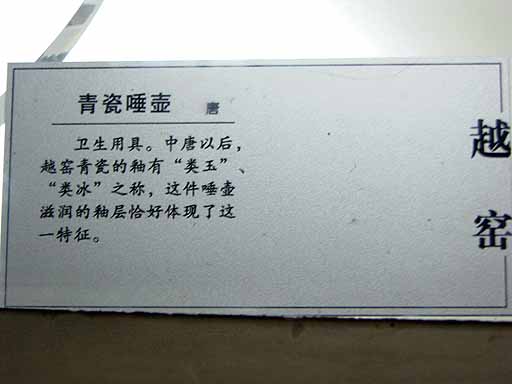 青瓷唾壶 唐
卫生用具。中唐以后，
越窑青瓷的釉有“类玉”、
“类冰”之称，这件唾壶
滋润的釉层恰好体现了这
一特征。
越窑